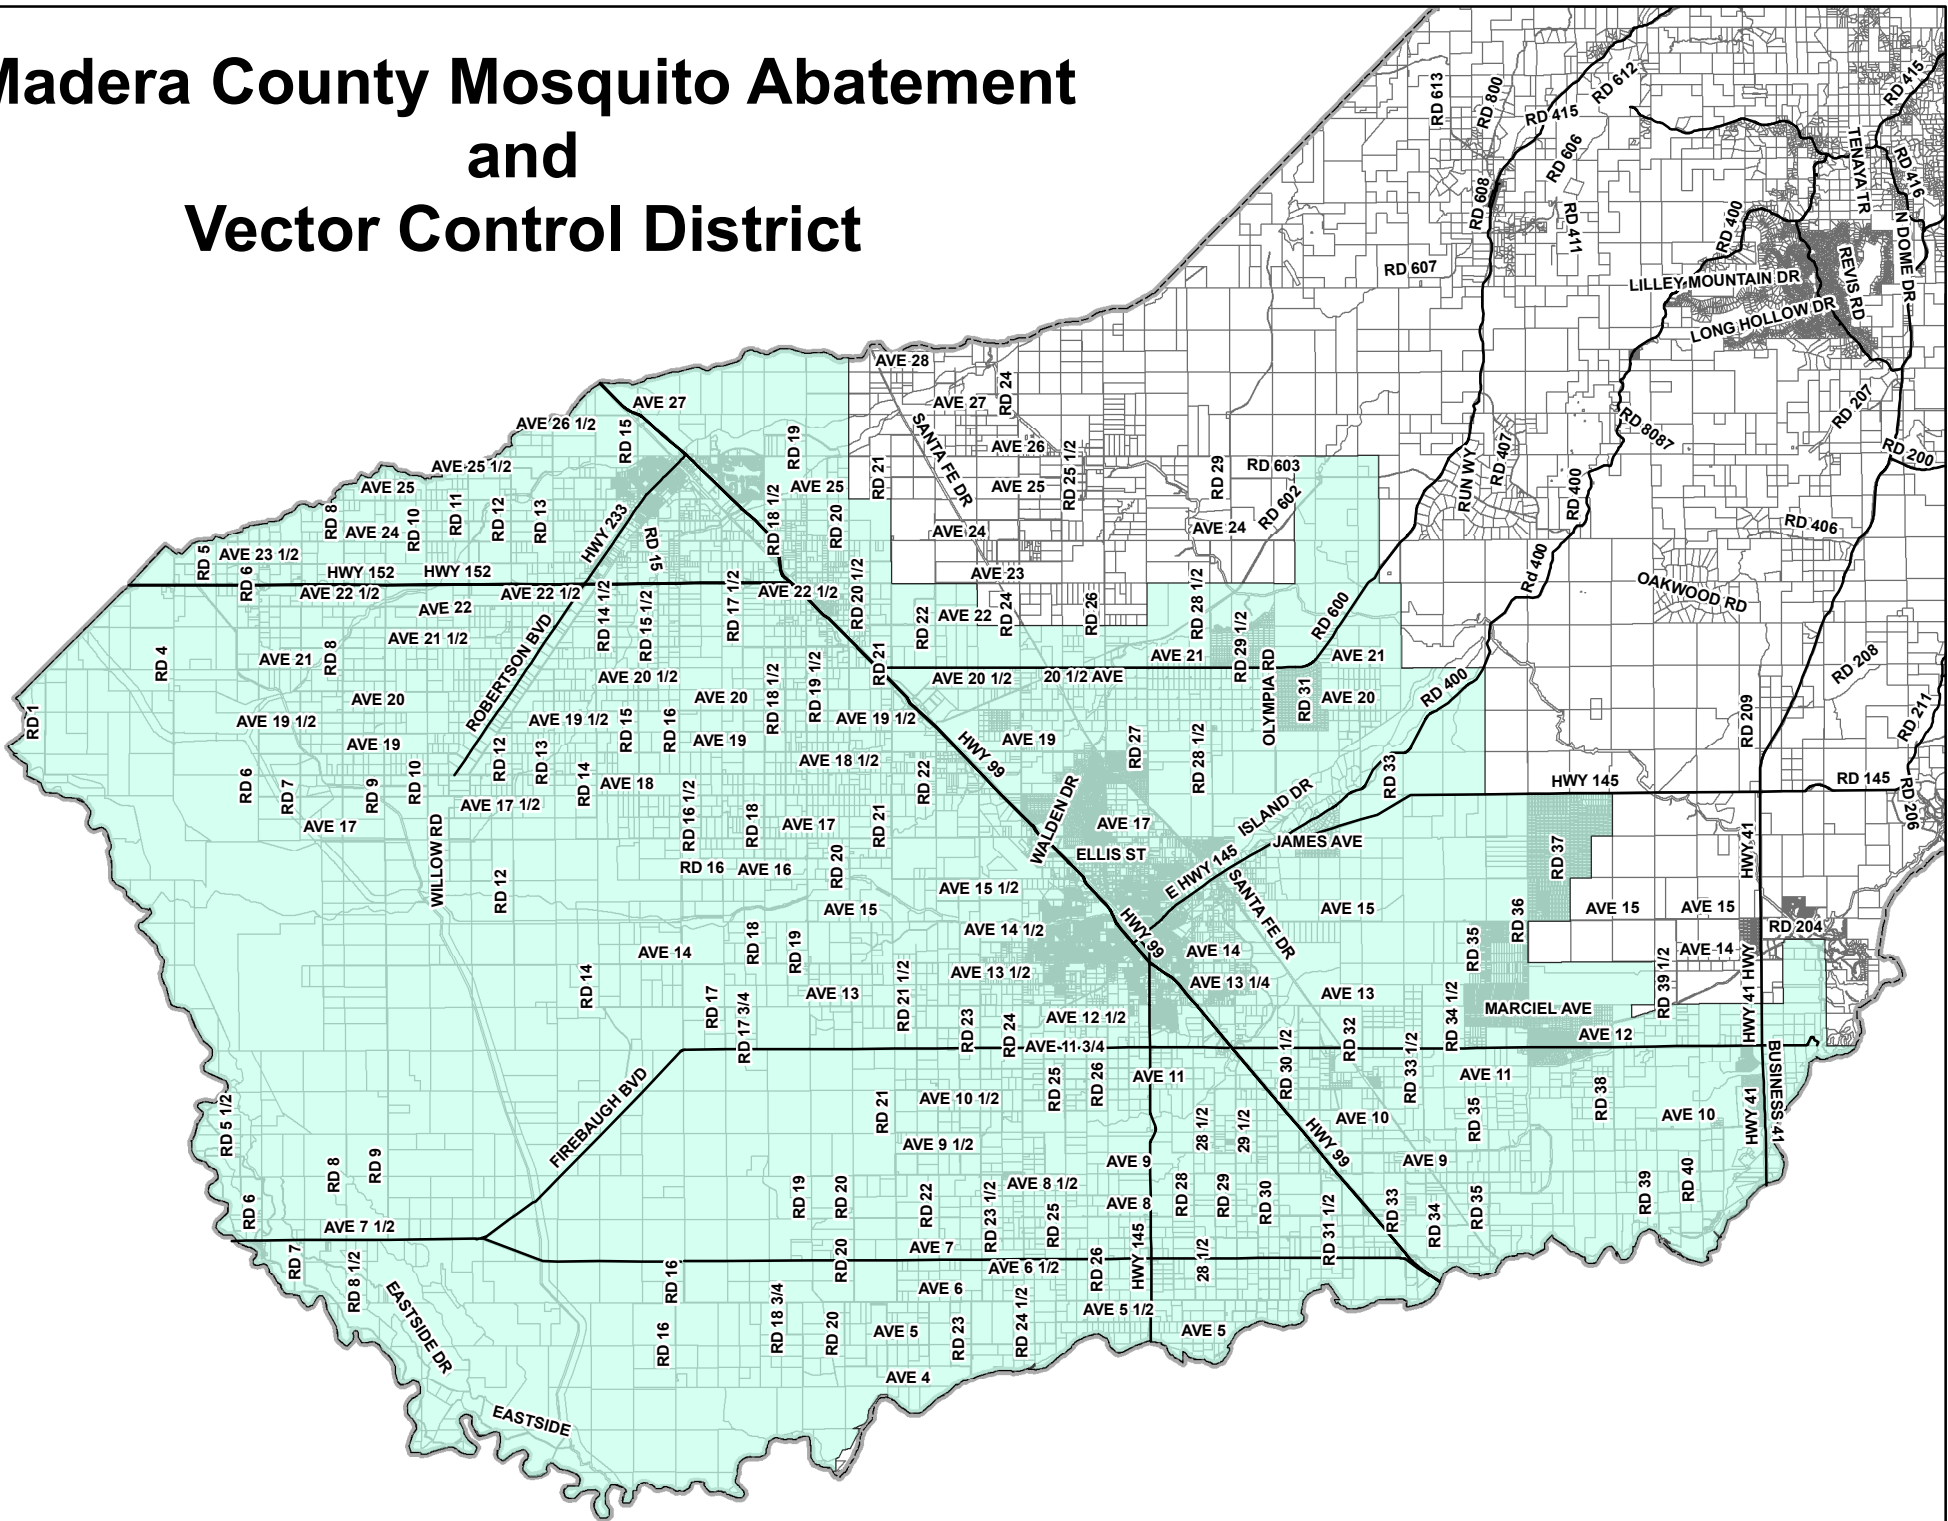 Madera County Mosquito Abatement
and
Vector Control District
RD 613
RD 800
RD 415
RD 612
RD 415
RD 606
TENAYA TR
RD 416
RD 608
RD 411
RD 400
N DOME DR
RD 607
LILLEY MOUNTAIN DR
REVIS RD
LONG HOLLOW DR
AVE 28
RD 24
AVE 27
AVE 27
RD 207
AVE 26 1/2
RD 15
RD 19
SANTA FE DR
AVE 26
RD 25 1/2
RD 8087
RD 407
RD 200
AVE 25 1/2
RD 21
RD 29
RD 603
RUN WY
AVE 25
AVE 25
AVE 25
RD 602
RD 400
RD 8
RD 10
RD 11
RD 12
RD 13
HWY 233
RD 18 1/2
RD 20
AVE 24
AVE 24
AVE 24
RD 406
RD 5
AVE 23 1/2
RD 15
Rd 400
RD 6
HWY 152
HWY 152
AVE 23
AVE 22 1/2
AVE 22 1/2
AVE 22 1/2
OAKWOOD RD
AVE 22
RD 14 1/2
RD 15 1/2
RD 17 1/2
RD 20 1/2
RD 22
AVE 22
RD 24
RD 26
RD 28 1/2
RD 600
AVE 21 1/2
ROBERTSON BVD
RD 29 1/2
RD 4
AVE 21
RD 8
RD 21
AVE 21
AVE 21
RD 208
AVE 20 1/2
AVE 20 1/2
20 1/2 AVE
OLYMPIA RD
RD 400
AVE 20
AVE 20
RD 18 1/2
RD 19 1/2
RD 31
AVE 20
RD 1
AVE 19 1/2
AVE 19 1/2
RD 15
RD 16
AVE 19 1/2
RD 209
RD 211
AVE 19
RD 12
RD 13
AVE 19
HWY 99
AVE 19
RD 27
RD 28 1/2
AVE 18 1/2
RD 33
RD 6
RD 7
RD 9
RD 10
RD 14
AVE 18
RD 22
HWY 145
RD 145
AVE 17 1/2
RD 16 1/2
RD 18
RD 21
WALDEN DR
ISLAND DR
RD 206
AVE 17
AVE 17
AVE 17
JAMES AVE
WILLOW RD
RD 12
RD 16
AVE 16
RD 20
ELLIS ST
E HWY 145
RD 37
HWY 41
AVE 15 1/2
SANTA FE DR
AVE 15
AVE 15
RD 36
AVE 15
AVE 15
AVE 14 1/2
HWY 99
RD 204
AVE 14
RD 18
RD 19
AVE 14
RD 35
AVE 14
RD 14
AVE 13 1/2
AVE 13 1/4
RD 39 1/2
HWY 41 HWY
RD 17
AVE 13
RD 21 1/2
AVE 13
RD 34 1/2
MARCIEL AVE
RD 17 3/4
RD 23
RD 24
AVE 12 1/2
RD 32
AVE 12
AVE 11 3/4
RD 30 1/2
RD 33 1/2
BUSINESS 41
AVE 11
AVE 11
FIREBAUGH BVD
RD 25
RD 26
AVE 10 1/2
RD 38
RD 21
28 1/2
29 1/2
AVE 10
RD 35
AVE 10
HWY 41
RD 5 1/2
AVE 9 1/2
HWY 99
RD 8
RD 9
AVE 9
AVE 9
AVE 8 1/2
RD 6
RD 19
RD 20
RD 22
RD 23 1/2
RD 25
AVE 8
RD 28
RD 29
RD 30
RD 31 1/2
RD 33
RD 34
RD 35
RD 39
RD 40
AVE 7 1/2
AVE 7
HWY 145
RD 7
RD 8 1/2
RD 20
AVE 6 1/2
RD 26
28 1/2
RD 16
AVE 6
EASTSIDE DR
RD 18 3/4
RD 24 1/2
AVE 5 1/2
RD 16
RD 20
AVE 5
RD 23
AVE 5
AVE 4
EASTSIDE